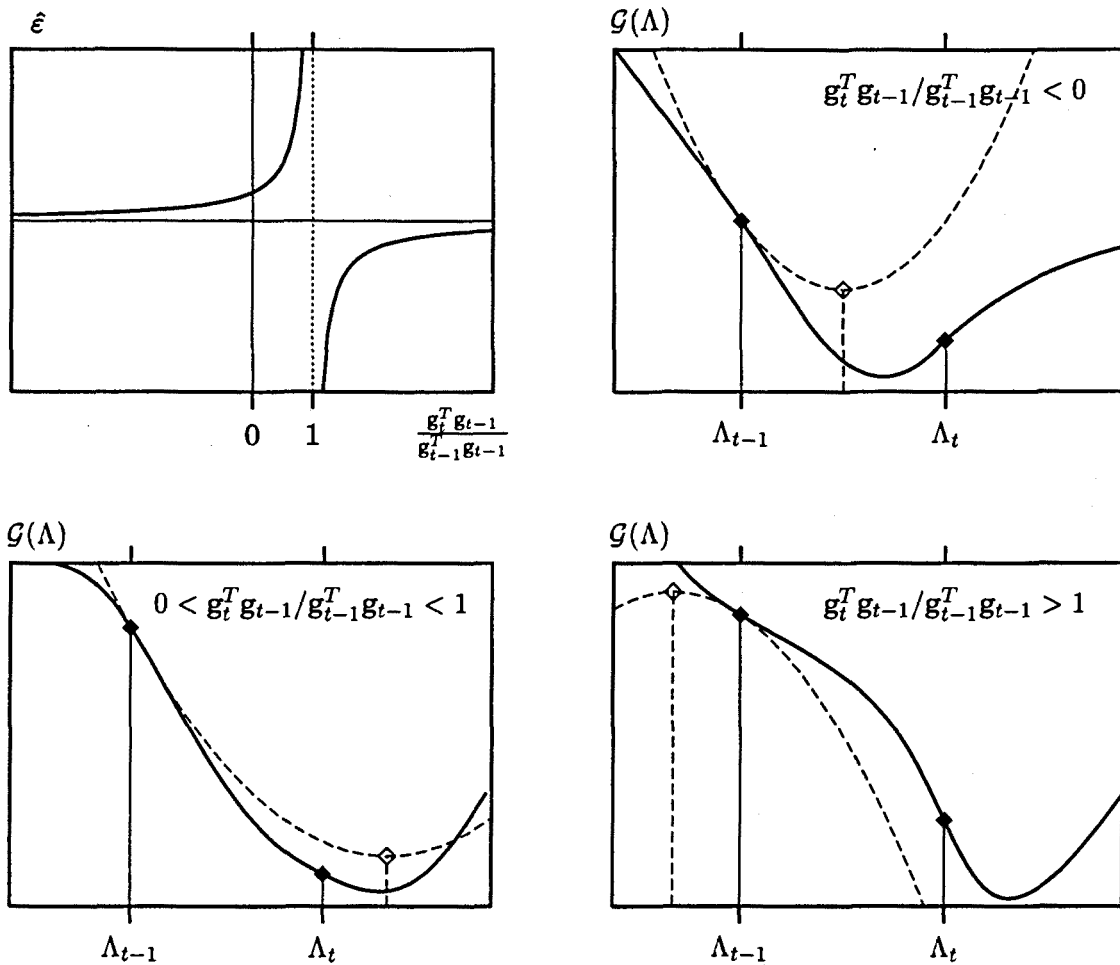 ε̂
𝒢(Λ)
g_t^T g_{t−1}/g_{t−1}^T g_{t−1} < 0
0 1 g_t^T g_{t−1} / g_{t−1}^T g_{t−1}
Λ_{t−1} Λ_t
𝒢(Λ)
0 < g_t^T g_{t−1}/g_{t−1}^T g_{t−1} < 1
Λ_{t−1} Λ_t
𝒢(Λ)
g_t^T g_{t−1}/g_{t−1}^T g_{t−1} > 1
Λ_{t−1} Λ_t